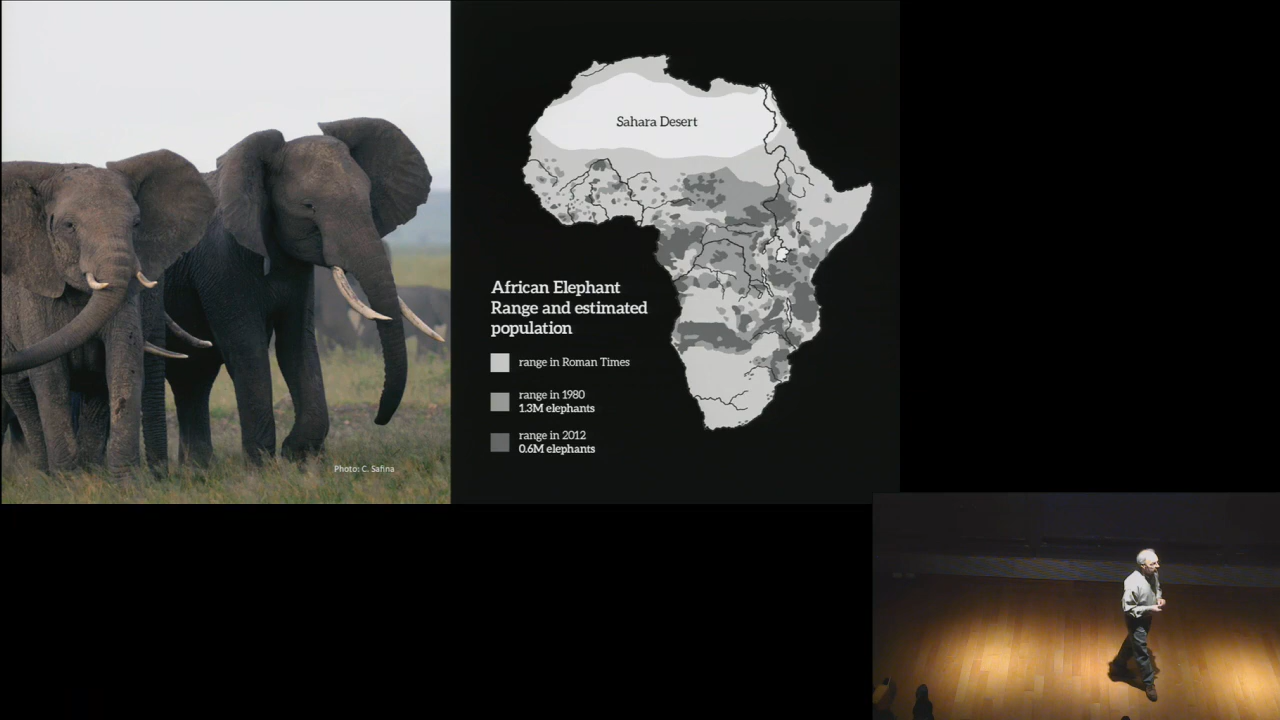 Sahara Desert
African Elephant
Range and estimated
population
range in Roman Times
range in 1980
1.3M elephants
range in 2012
0.6M elephants
Photo: C. Safina